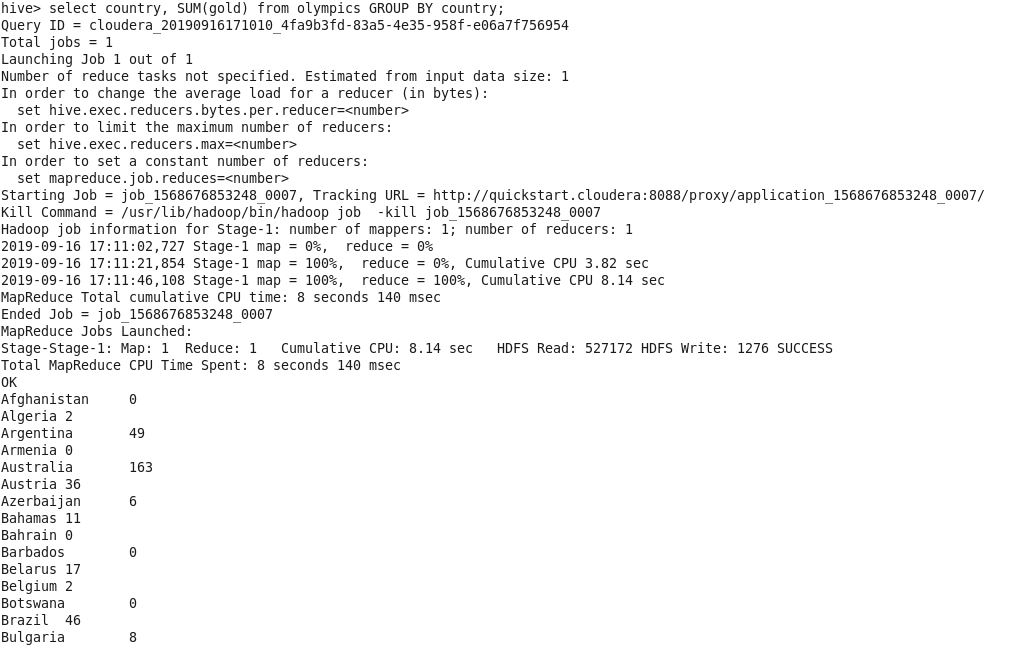 hive> select country, SUM(gold) from olympics GROUP BY country;
Query ID = cloudera_20190916171010_4fa9b3fd-83a5-4e35-958f-e06a7f756954
Total jobs = 1
Launching Job 1 out of 1
Number of reduce tasks not specified. Estimated from input data size: 1
In order to change the average load for a reducer (in bytes):
  set hive.exec.reducers.bytes.per.reducer=<number>
In order to limit the maximum number of reducers:
  set hive.exec.reducers.max=<number>
In order to set a constant number of reducers:
  set mapreduce.job.reduces=<number>
Starting Job = job_1568676853248_0007, Tracking URL = http://quickstart.cloudera:8088/proxy/application_1568676853248_0007/
Kill Command = /usr/lib/hadoop/bin/hadoop job  -kill job_1568676853248_0007
Hadoop job information for Stage-1: number of mappers: 1; number of reducers: 1
2019-09-16 17:11:02,727 Stage-1 map = 0%,  reduce = 0%
2019-09-16 17:11:21,854 Stage-1 map = 100%,  reduce = 0%, Cumulative CPU 3.82 sec
2019-09-16 17:11:46,108 Stage-1 map = 100%,  reduce = 100%, Cumulative CPU 8.14 sec
MapReduce Total cumulative CPU time: 8 seconds 140 msec
Ended Job = job_1568676853248_0007
MapReduce Jobs Launched:
Stage-Stage-1: Map: 1  Reduce: 1   Cumulative CPU: 8.14 sec   HDFS Read: 527172 HDFS Write: 1276 SUCCESS
Total MapReduce CPU Time Spent: 8 seconds 140 msec
OK
Afghanistan     0
Algeria 2
Argentina       49
Armenia 0
Australia       163
Austria 36
Azerbaijan      6
Bahamas 11
Bahrain 0
Barbados        0
Belarus 17
Belgium 2
Botswana        0
Brazil  46
Bulgaria        8